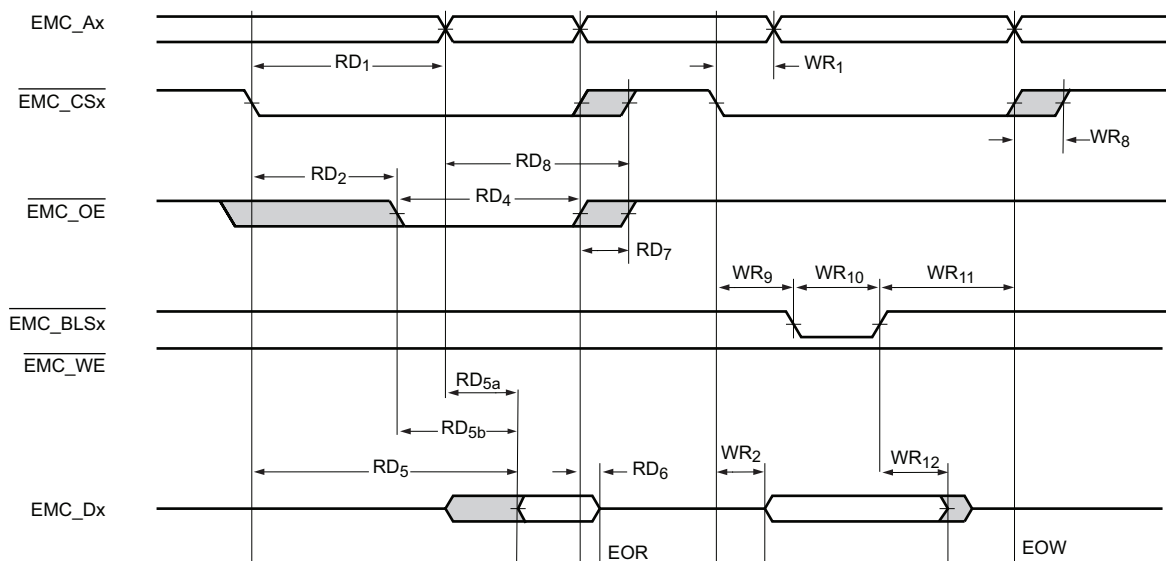 EMC_Ax
RD1
WR1
EMC_CSx
WR8
RD8
RD2
RD4
EMC_OE
RD7
WR9
WR10
WR11
EMC_BLSx
EMC_WE
RD5a
RD5b
RD5
RD6
WR2
WR12
EMC_Dx
EOR
EOW